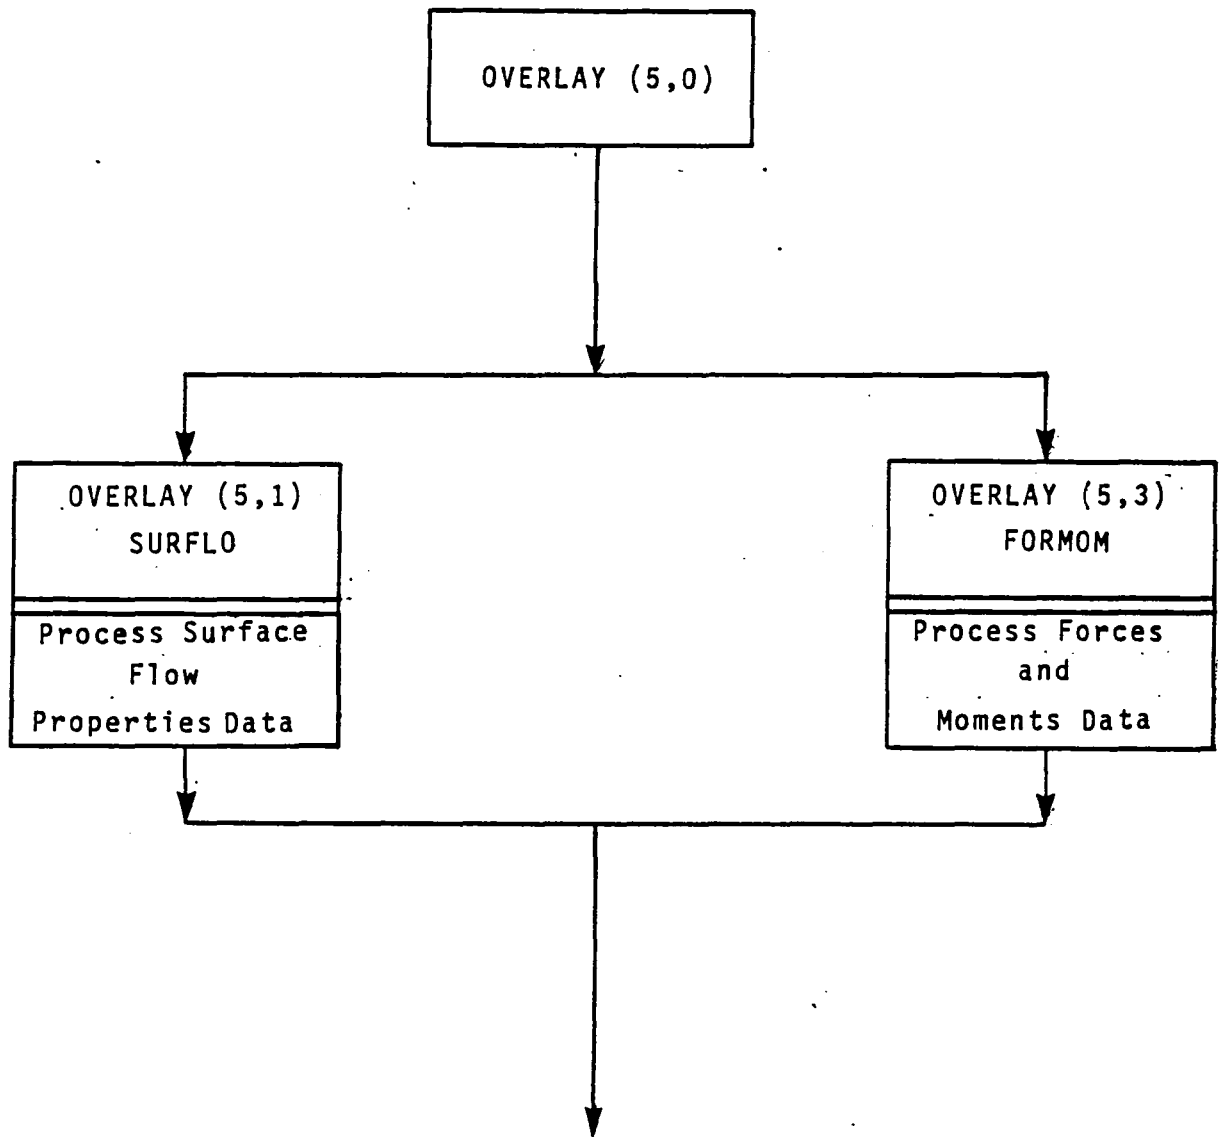 OVERLAY (5,0)
OVERLAY (5,1)
SURFLO
Process Surface
Flow
Properties Data
OVERLAY (5,3)
FORMOM
Process Forces
and
Moments Data